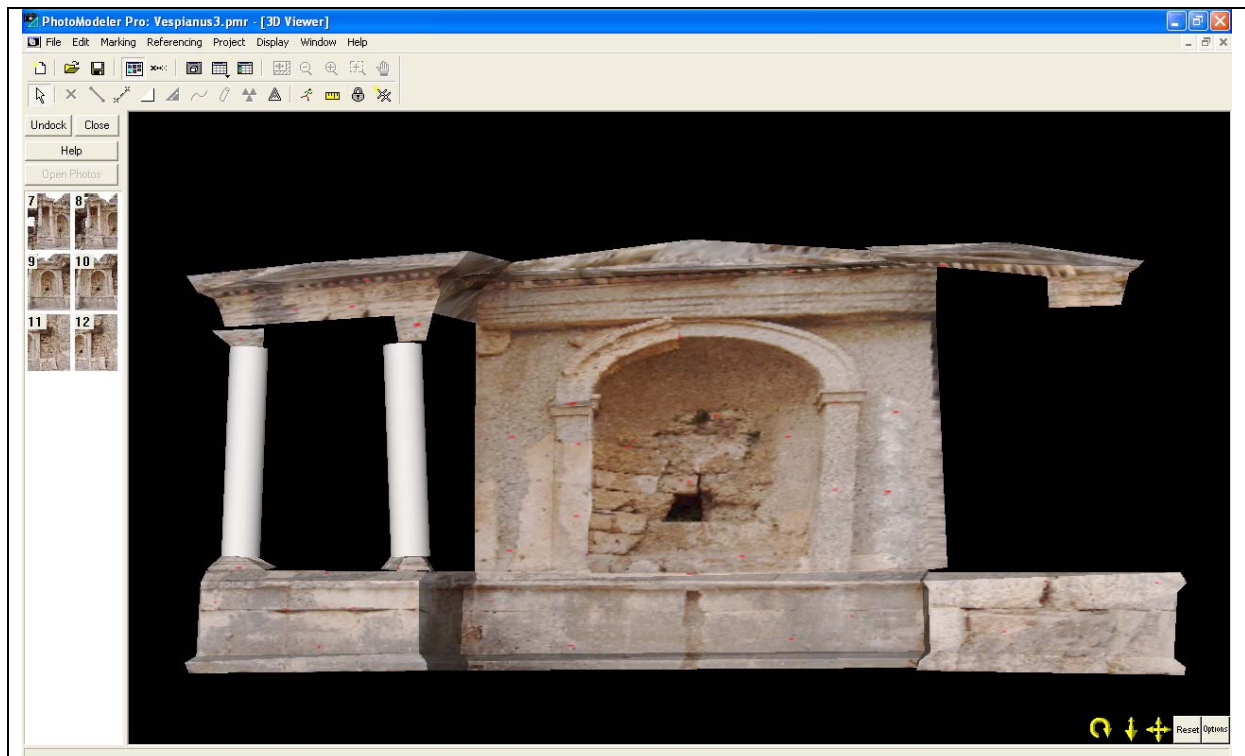 PhotoModeler Pro: Vespianus3.pmr - [3D Viewer]
File Edit Marking Referencing Project Display Window Help
Undock Close
Help
Open Photos
7 8
9 10
11 12
Reset Options